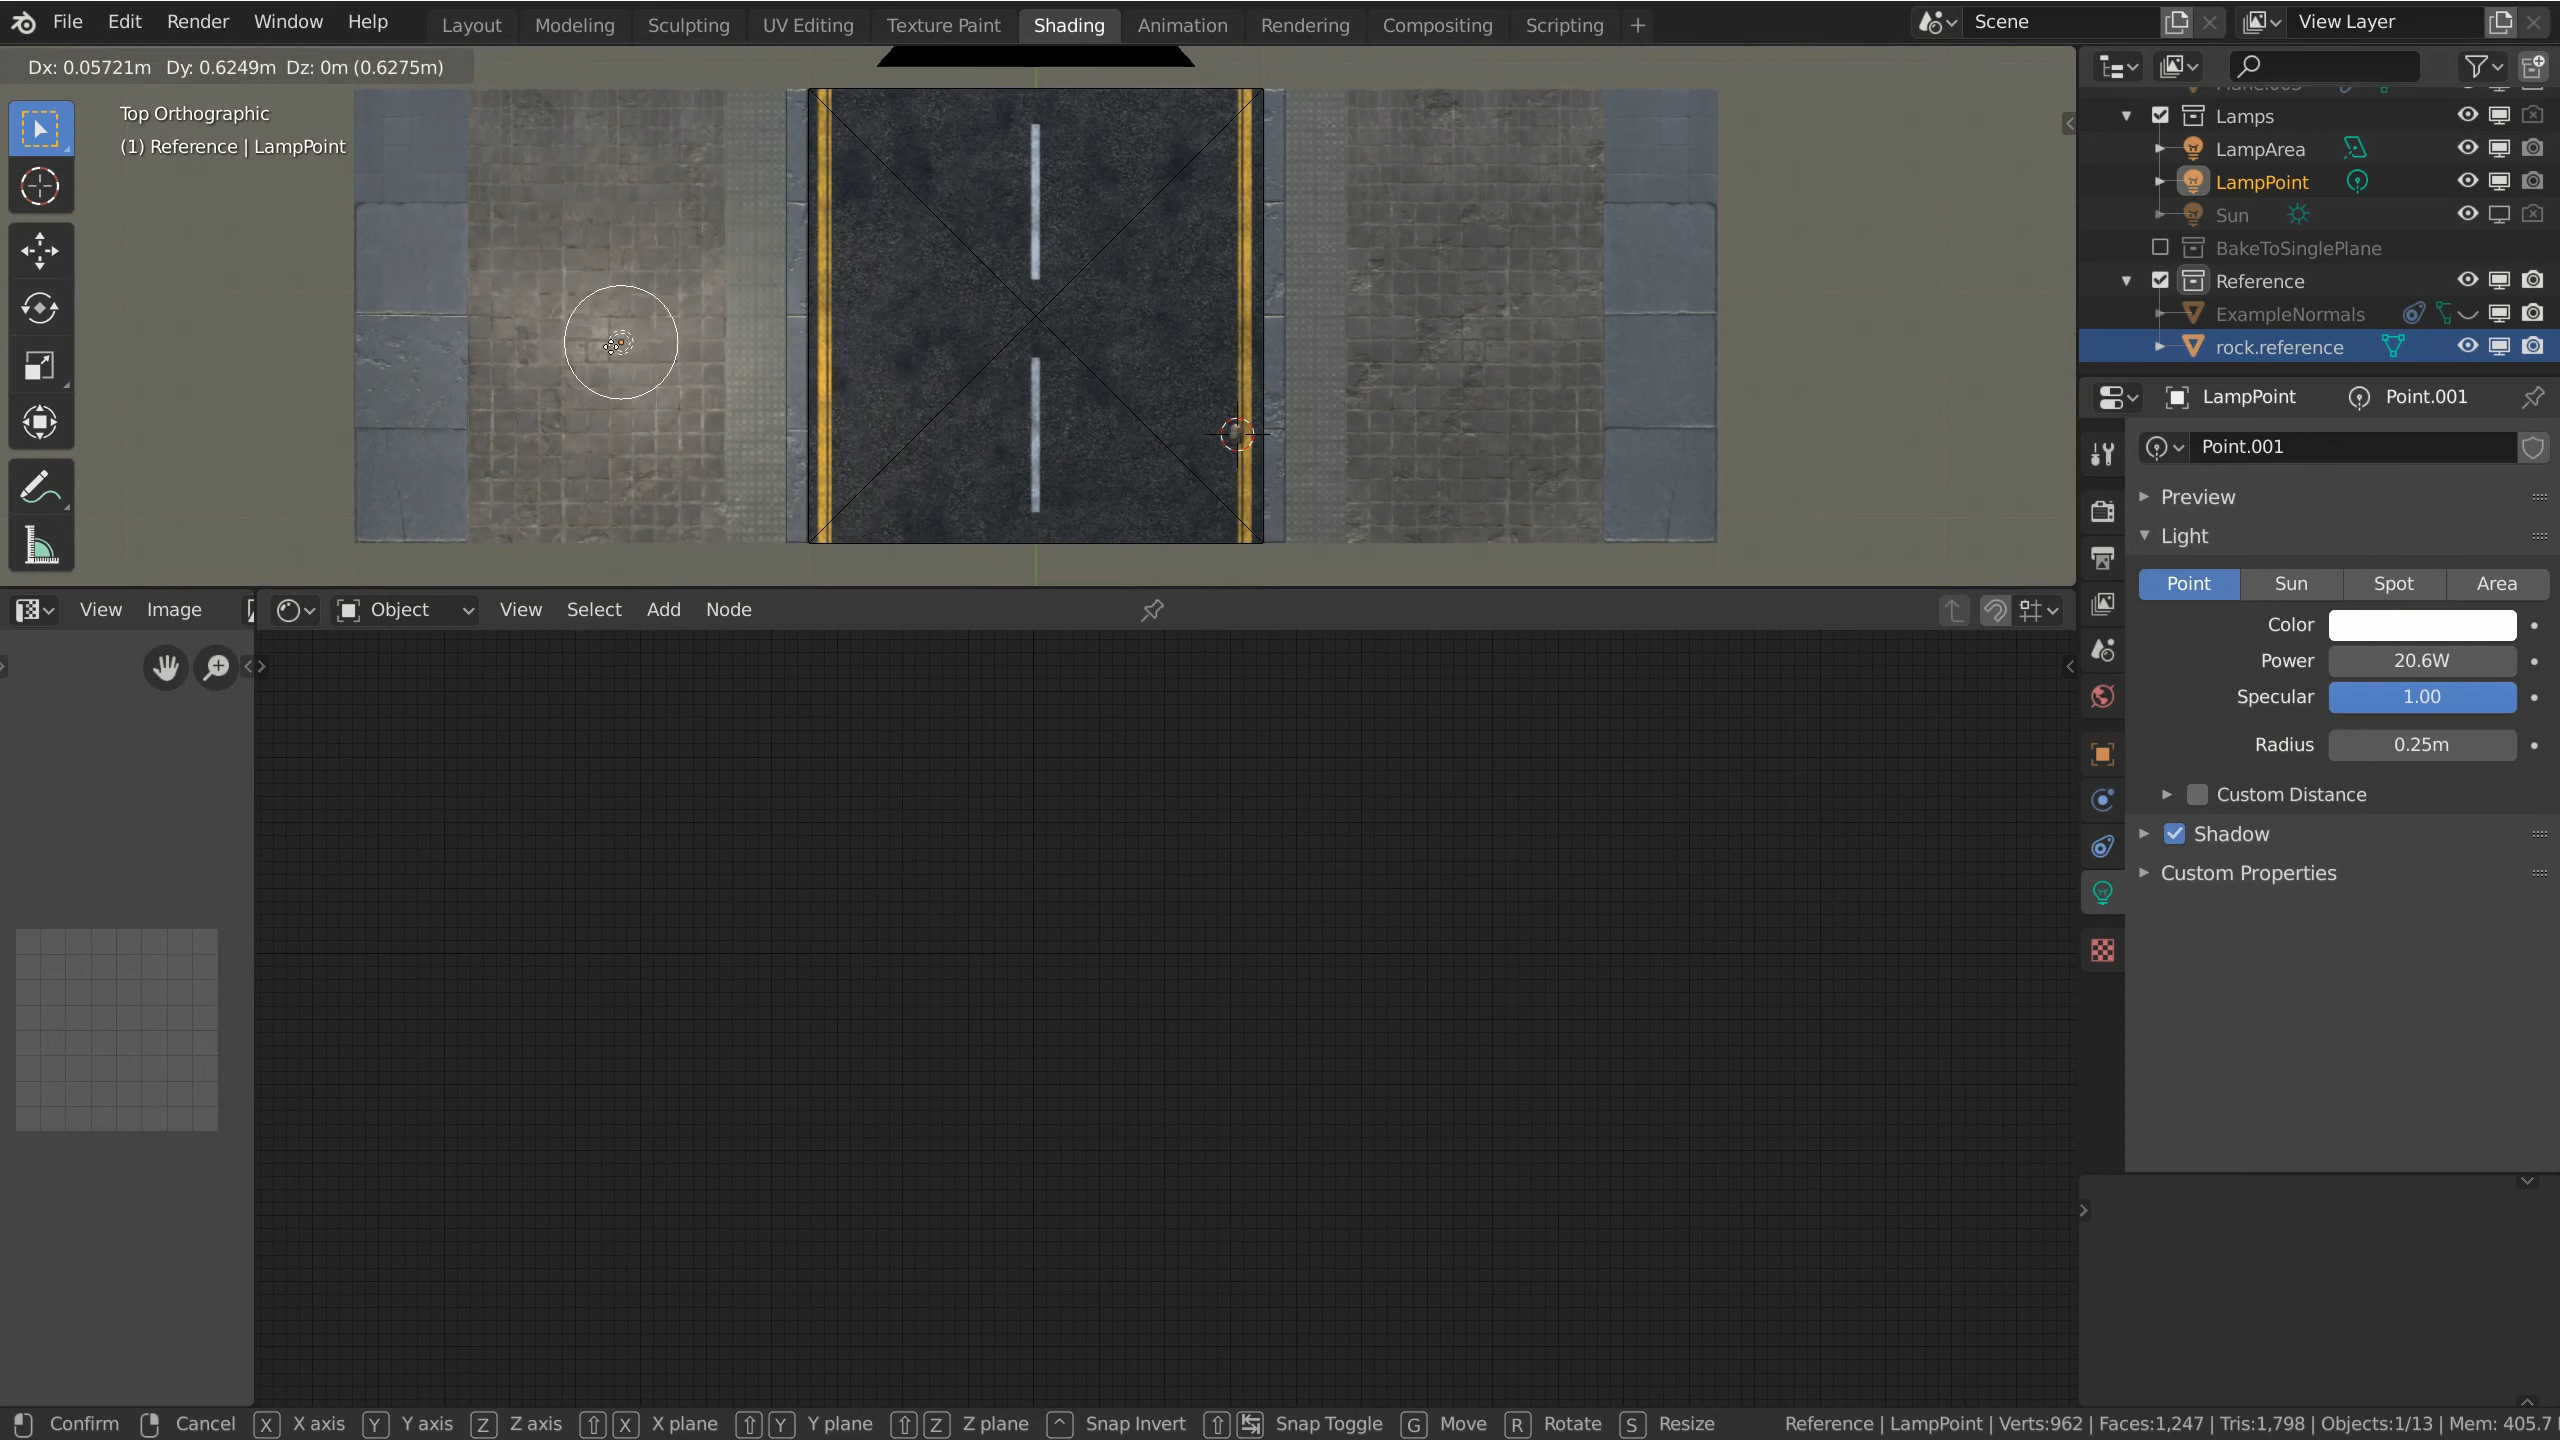 File Edit Render Window Help
Layout Modeling Sculpting UV Editing Texture Paint Shading Animation Rendering Compositing Scripting +
Scene
View Layer
Dx: 0.05721m Dy: 0.6249m Dz: 0m (0.6275m)
Top Orthographic
(1) Reference | LampPoint
Lamps
LampArea
LampPoint
Sun
BakeToSinglePlane
Reference
ExampleNormals
rock.reference
LampPoint Point.001
Point.001
Preview
Light
Point Sun Spot Area
Color
Power 20.6W
Specular 1.00
Radius 0.25m
Custom Distance
Shadow
Custom Properties
View Image
Object View Select Add Node
Confirm Cancel X X axis Y Y axis Z Z axis X X plane Y Y plane Z Z plane ^ Snap Invert Snap Toggle G Move R Rotate S Resize
Reference | LampPoint | Verts:962 | Faces:1,247 | Tris:1,798 | Objects:1/13 | Mem: 405.7